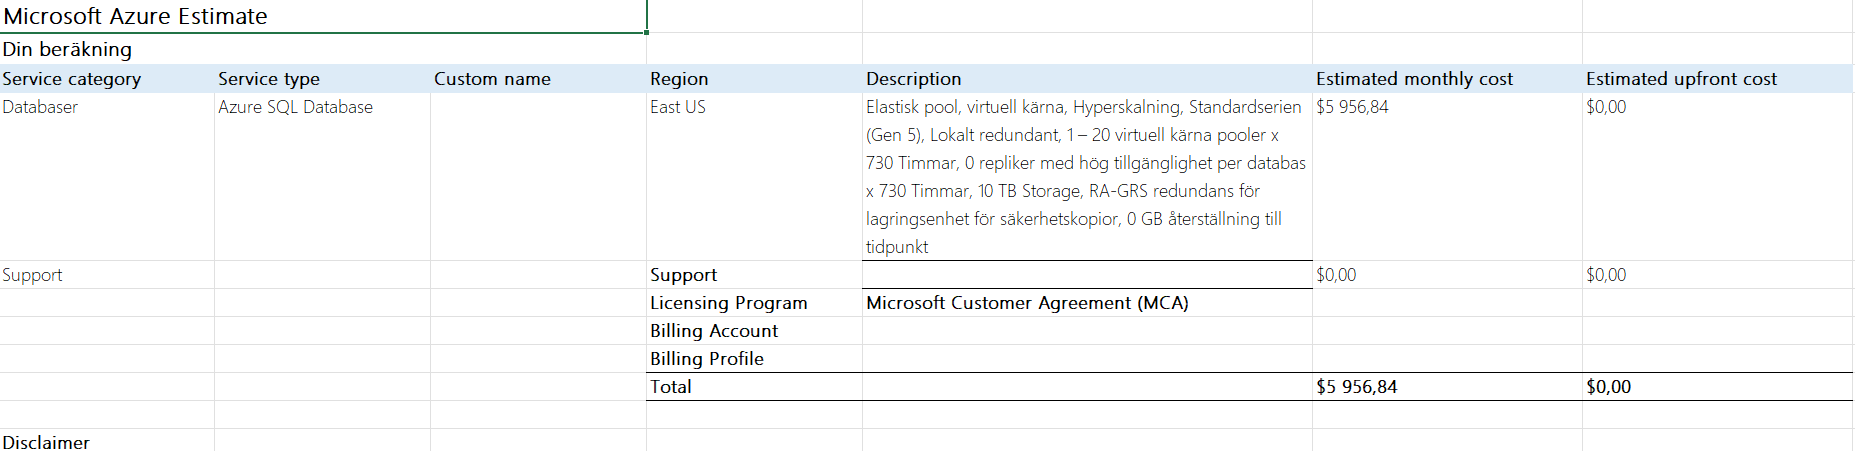 Microsoft Azure Estimate
Din beräkning
Service category Service type Custom name Region Description Estimated monthly cost Estimated upfront cost
Databaser Azure SQL Database East US Elastisk pool, virtuell kärna, Hyperskalning, Standardserien $5 956,84 $0,00
(Gen 5), Lokalt redundant, 1 – 20 virtuell kärna pooler x
730 Timmar, 0 repliker med hög tillgänglighet per databas
x 730 Timmar, 10 TB Storage, RA-GRS redundans för
lagringsenhet för säkerhetskopior, 0 GB återställning till
tidpunkt
Support Support $0,00 $0,00
Licensing Program Microsoft Customer Agreement (MCA)
Billing Account
Billing Profile
Total $5 956,84 $0,00
Disclaimer